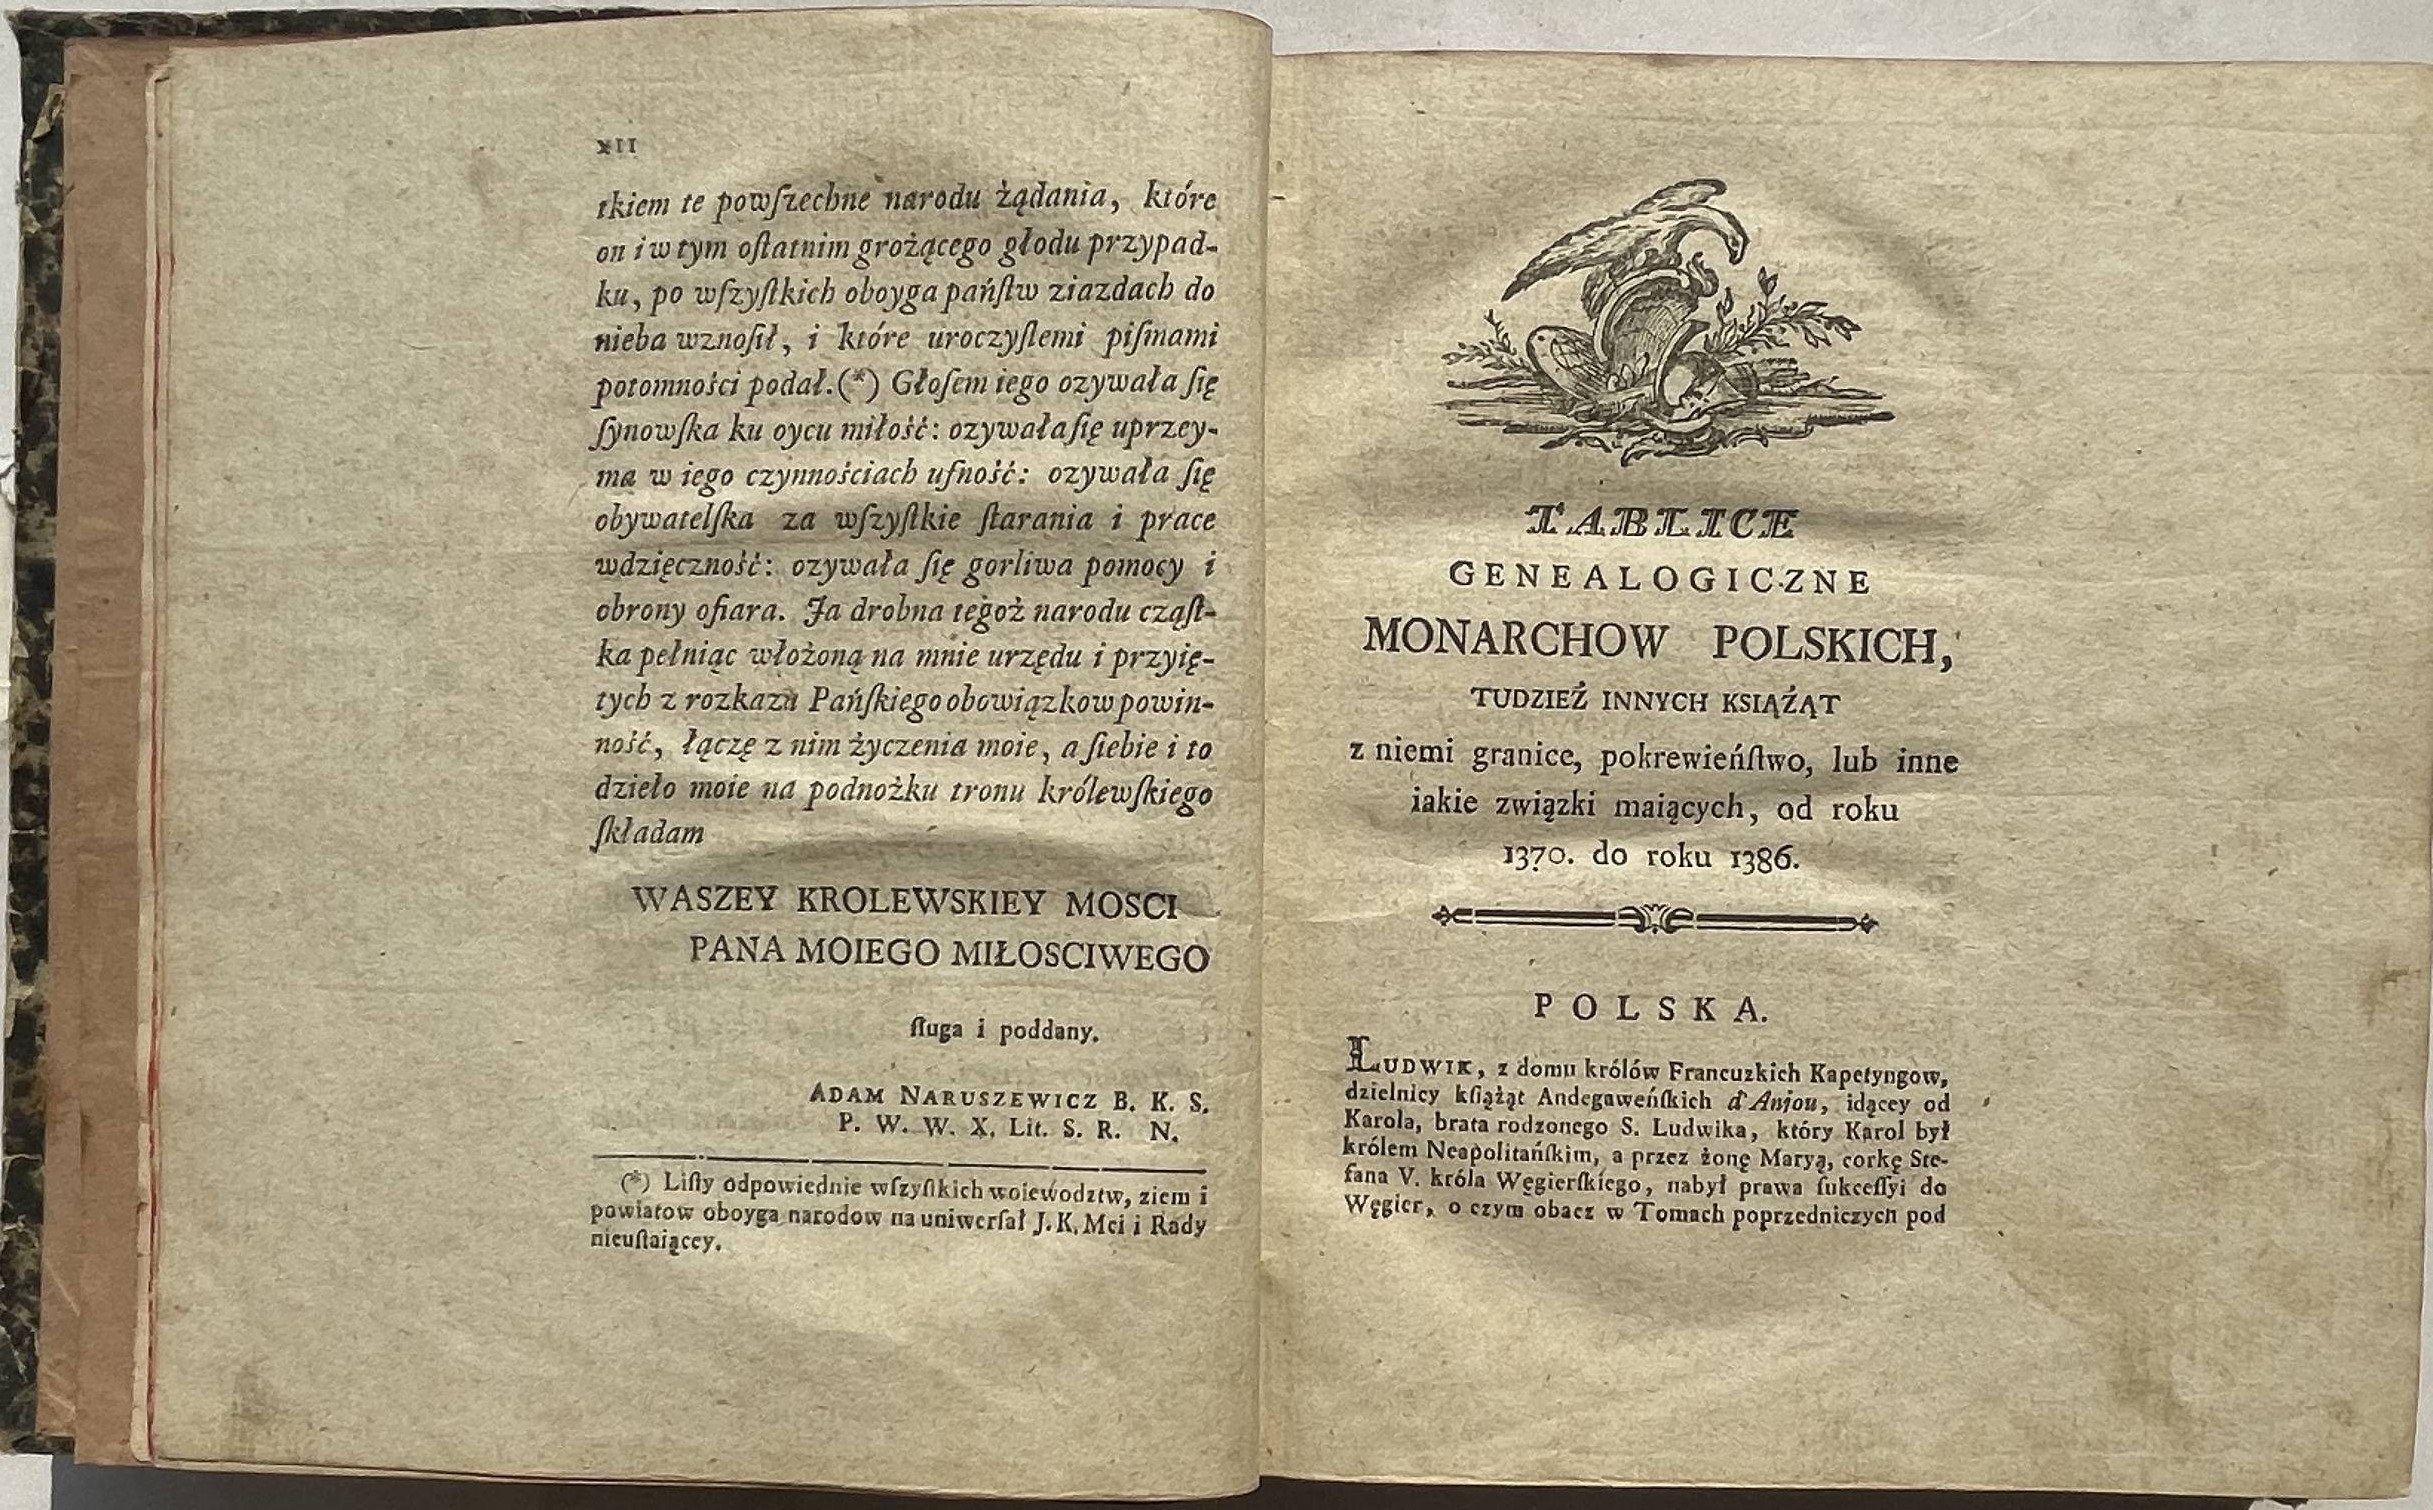 XII
tkiem te powſzechne narodu żądania, które
on i w tym oſtatnim grożącego głodu przypad-
ku, po wſzyſtkich oboyga pańſtw ziazdach do
nieba wznoſił, i które uroczyſtemi piſmami
potomności podał.(*) Głoſem iego ozywała ſię
ſynowſka ku oycu miłość: ozywała ſię uprzey-
ma w iego czynnościach ufność: ozywała ſię
obywatelſka za wſzyſtkie ſtarania i prace
wdzięczność: ozywała ſię gorliwa pomocy i
obrony ofiara. Ja drobna tegoż narodu cząſt-
ka pełniąc włożoną na mnie urzędu i przyię-
tych z rozkazu Pańſkiego obowiązkow powin-
ność, łączę z nim życzenia moie, a ſiebie i to
dzieło moie na podnożku tronu królewſkiego
ſkładam
WASZEY KROLEWSKIEY MOSCI
PANA MOIEGO MIŁOSCIWEGO
ſługa i poddany.
ADAM NARUSZEWICZ B. K. S.
P. W. W. X. Lit. S. R. N.
(*) Liſty odpowiednie wſzyſtkich woiewództw, ziem i
powiatow oboyga narodow na uniwerſał J. K. Mci i Rady
nieuſtaiącey.
TABLICE
GENEALOGICZNE
MONARCHOW POLSKICH,
TUDZIEŹ INNYCH KSIĄŹĄT
z niemi granice, pokrewieńſtwo, lub inne
iakie związki maiących, od roku
1370. do roku 1386.
POLSKA.
LUDWIK, z domu królów Francuzkich Kapetyngow,
dzielnicy kſiążąt Andegaweńſkich d'Anjou, idącey od
Karola, brata rodzonego S. Ludwika, który Karol był
królem Neapolitańſkim, a przez żonę Maryą, corkę Ste-
fana V. króla Węgierſkiego, nabył prawa ſukceſſyi do
Węgier, o czym obacz w Tomach poprzedniczych pod